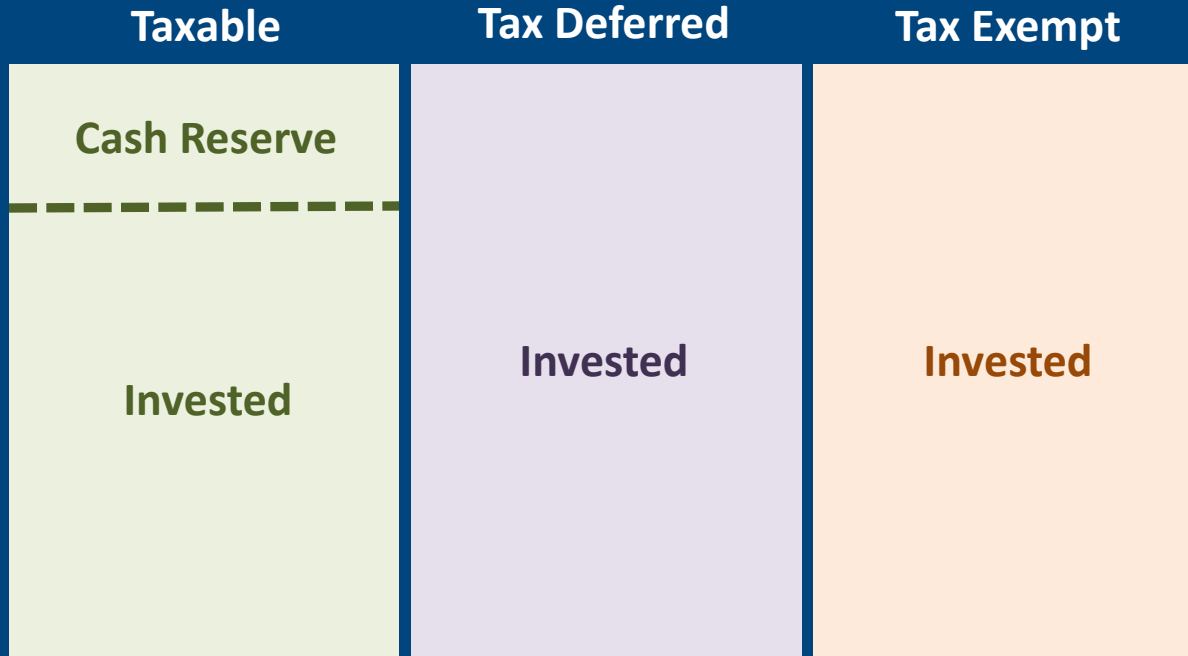 Taxable
Tax Deferred
Tax Exempt
Cash Reserve
Invested
Invested
Invested